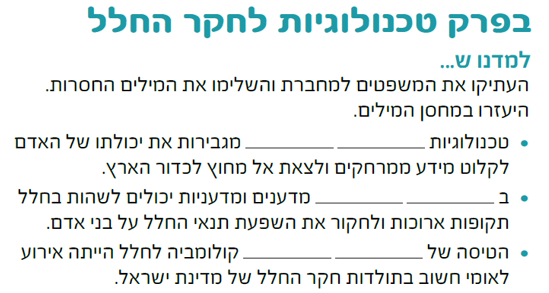 בפרק טכנולוגיות לחקר החלל
למדנו ש...
העתיקו את המשפטים למחברת והשלימו את המילים החסרות.
היעזרו במחסן המילים.
• טכנולוגיות ________ ________ מגבירות את יכולתו של האדם
לקלוט מידע ממרחקים ולצאת אל מחוץ לכדור הארץ.
• ב ________ ________ מדענים ומדעניות יכולים לשהות בחלל
תקופות ארוכות ולחקור את השפעת תנאי החלל על בני אדם.
• הטיסה של ________ ________ קולומביה לחלל הייתה אירוע
לאומי חשוב בתולדות חקר החלל של מדינת ישראל.